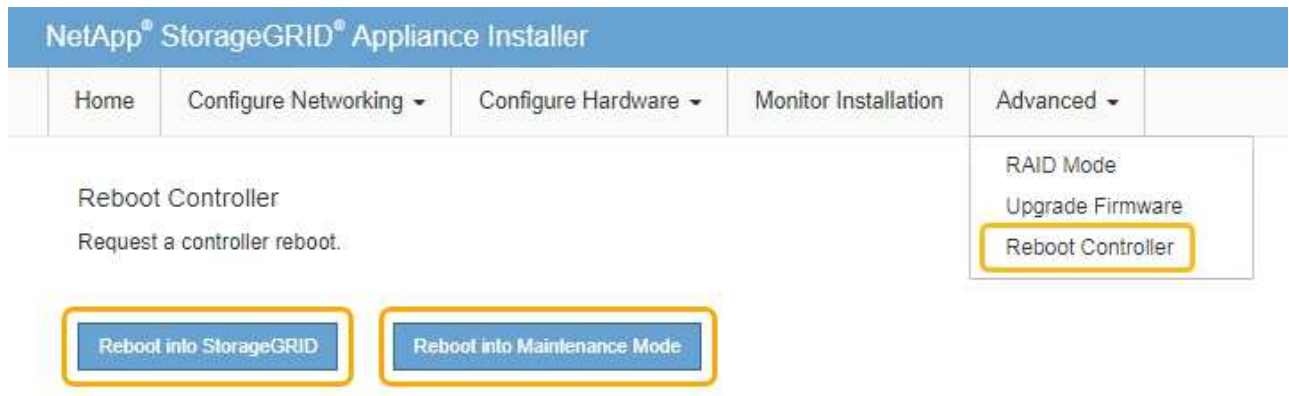 NetApp® StorageGRID® Appliance Installer
Home Configure Networking Configure Hardware Monitor Installation Advanced
RAID Mode
Upgrade Firmware
Reboot Controller
Reboot Controller
Request a controller reboot.
Reboot into StorageGRID Reboot into Maintenance Mode